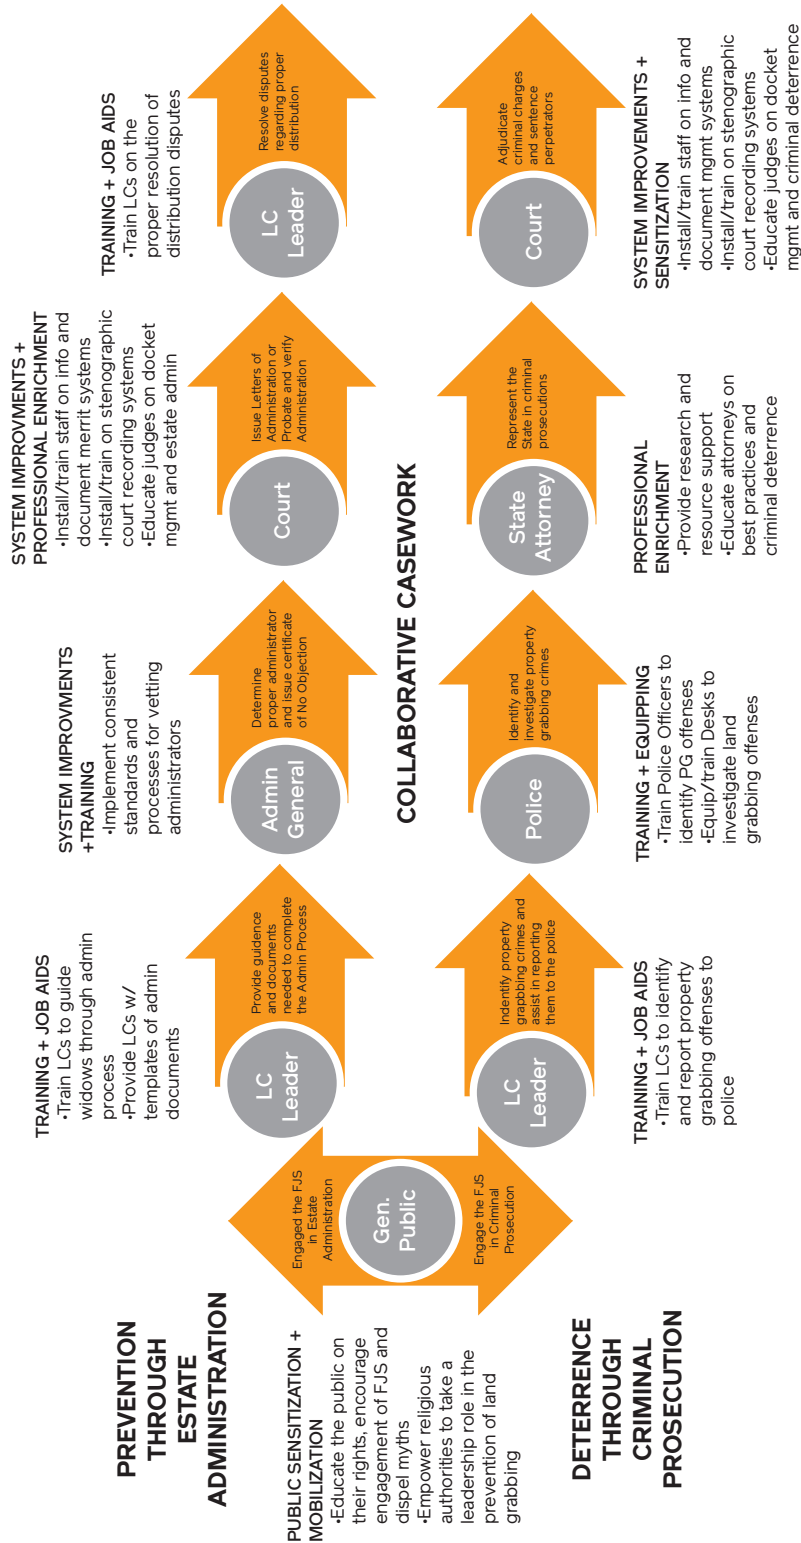 PREVENTION
THROUGH
ESTATE
ADMINISTRATION
TRAINING + JOB AIDS
•Train LCs to guide
widows through admin
process
•Provide LCs w/
templates of admin
documents
SYSTEM IMPROVMENTS
+TRAINING
•Implement consistent
standards and
processes for vetting
administrators
SYSTEM IMPROVMENTS +
PROFESSIONAL ENRICHMENT
•Install/train staff on info and
document merrit systems
•Install/train on stenographic
court recording systems
•Educate judges on docket
mgmt and estate admin
TRAINING + JOB AIDS
•Train LCs on the
proper resolution of
distribution disputes
LC
Leader
Provide guidance
and documents
needed to complete
the Admin Process
Admin
General
Determine
proper administrator
and issue certificate
of No Objection
Court
Issue Letters of
Administration or
Probate and verify
Administration
LC
Leader
Resolve disputes
regarding proper
distribution
PUBLIC SENSITIZATION +
MOBILIZATION
•Educate the public on
their rights, encourage
engagement of FJS and
dispel myths
•Empower religious
authorities to take a
leadership role in the
prevention of land
grabbing
Engaged the FJS
in Estate
Administration
Gen.
Public
Engage the FJS
in Criminal
Prosecution
COLLABORATIVE CASEWORK
DETERRENCE
THROUGH
CRIMINAL
PROSECUTION
LC
Leader
Indentify property
grapbbing crimes and
assist in reporting
them to the police
Police
Identify and
investigate property
grabbing crimes
State
Attorney
Represent the
State in criminal
prosecutions
Court
Adjudicate
criminal charges
and sentence
perpetrators
TRAINING + JOB AIDS
•Train LCs to identify
and report property
grabbing offenses to
police
TRAINING + EQUIPPING
•Train Police Officers to
identify PG offenses
•Equip/train Desks to
investigate land
grabbing offenses
PROFESSIONAL
ENRICHMENT
•Provide research and
resource support
•Educate attorneys on
best practices and
criminal deterrence
SYSTEM IMPROVEMENTS +
SENSITIZATION
•Install/train staff on info and
document mgmt systems
•Install/train on stenographic
court recording systems
•Educate judges on docket
mgmt and criminal deterrence